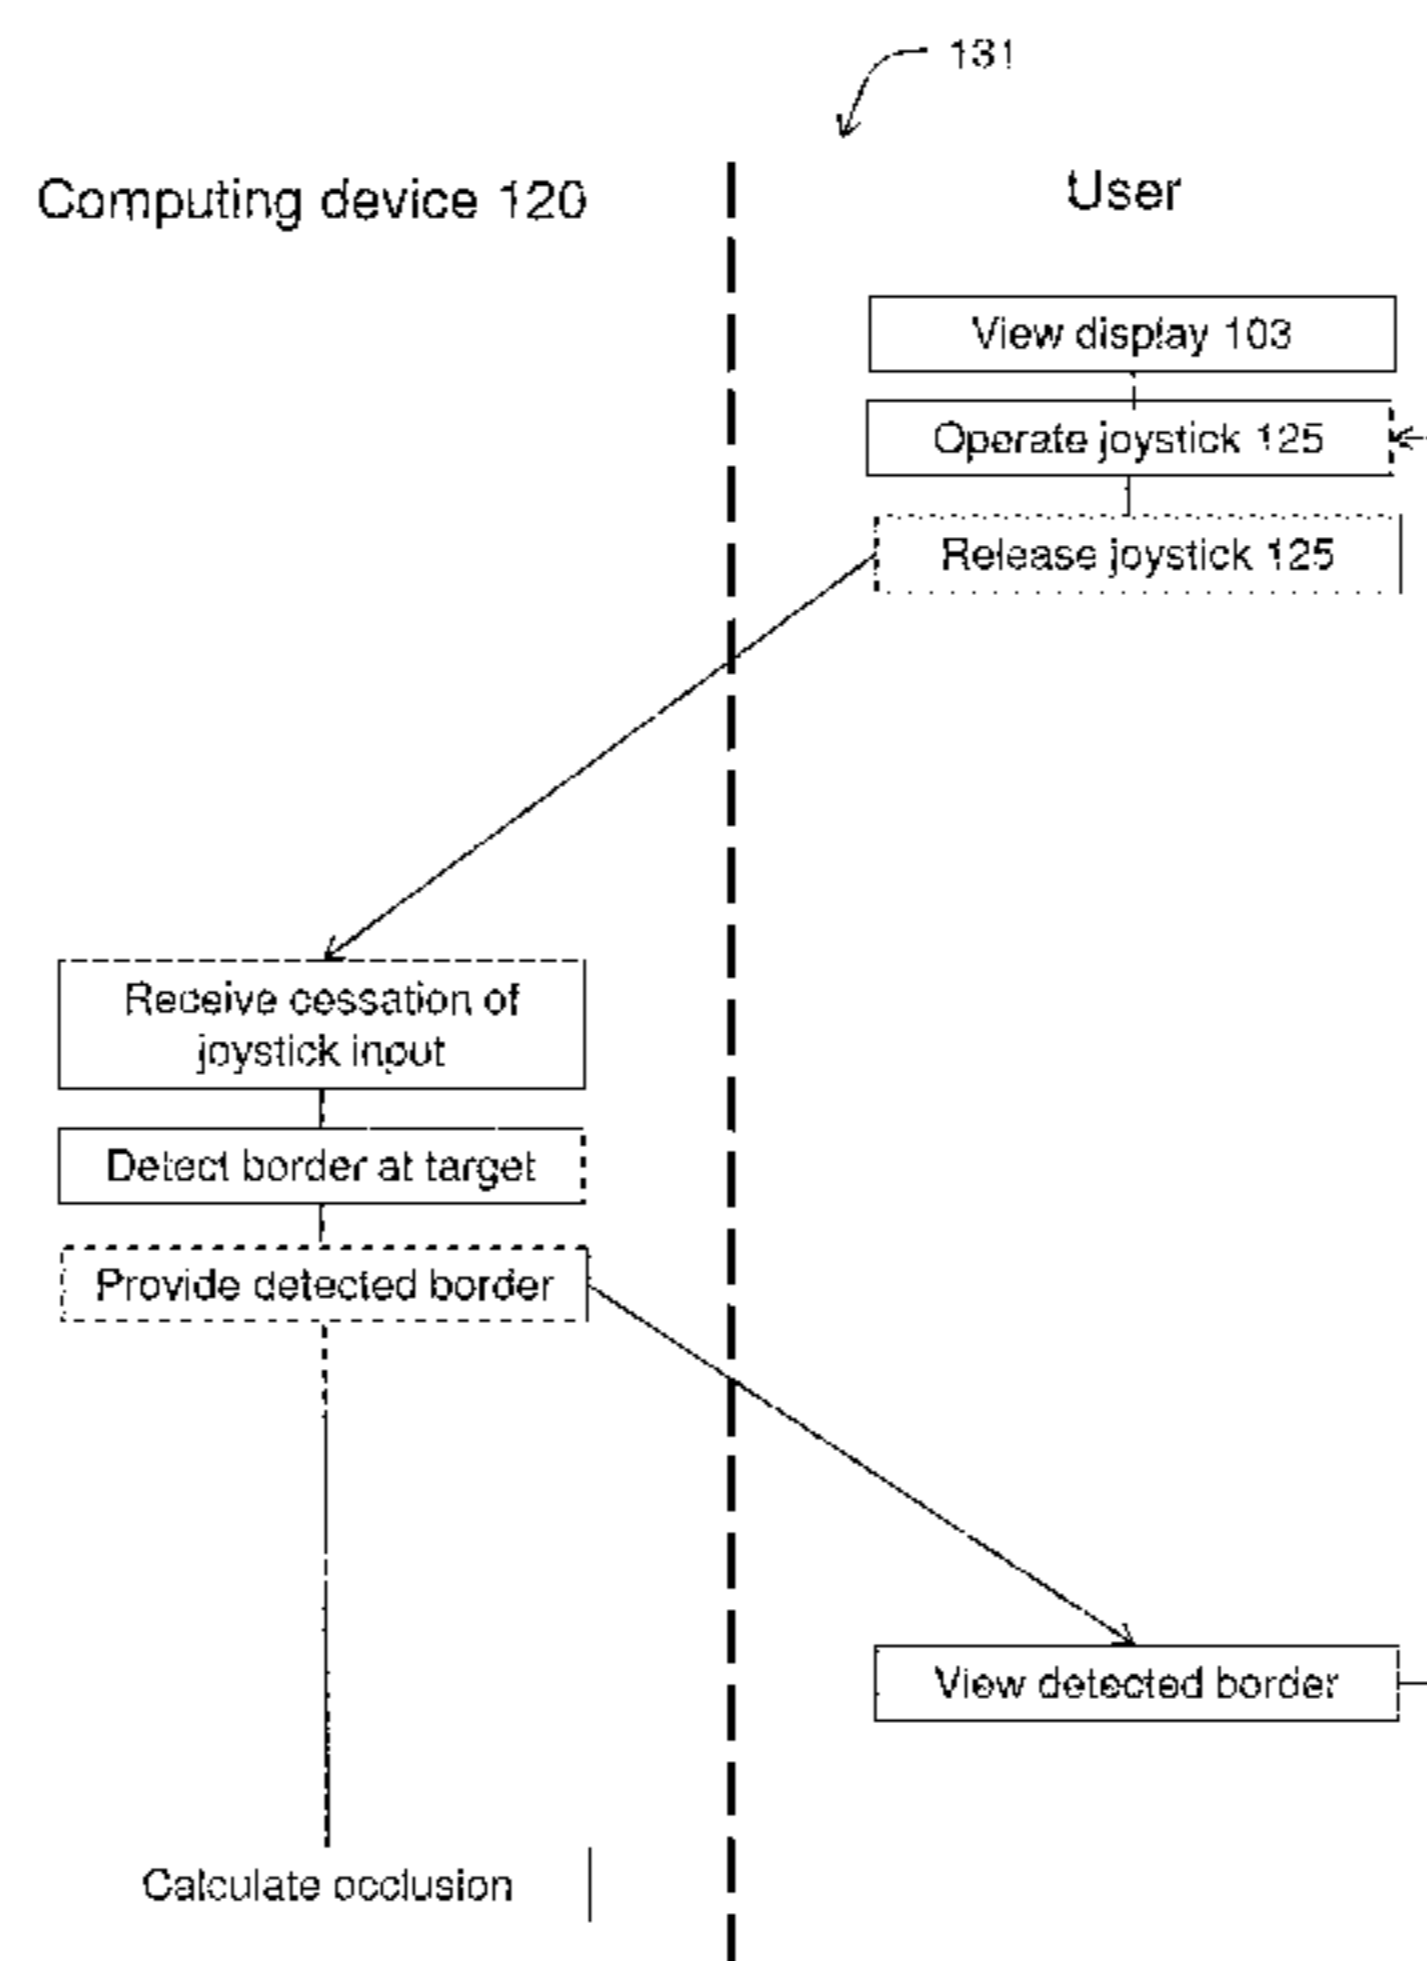 131
Computing device 120
User
View display 103
Operate joystick 125
Release joystick 125
Receive cessation of
joystick input
Detect border at target
Provide detected border
View detected border
Calculate occlusion